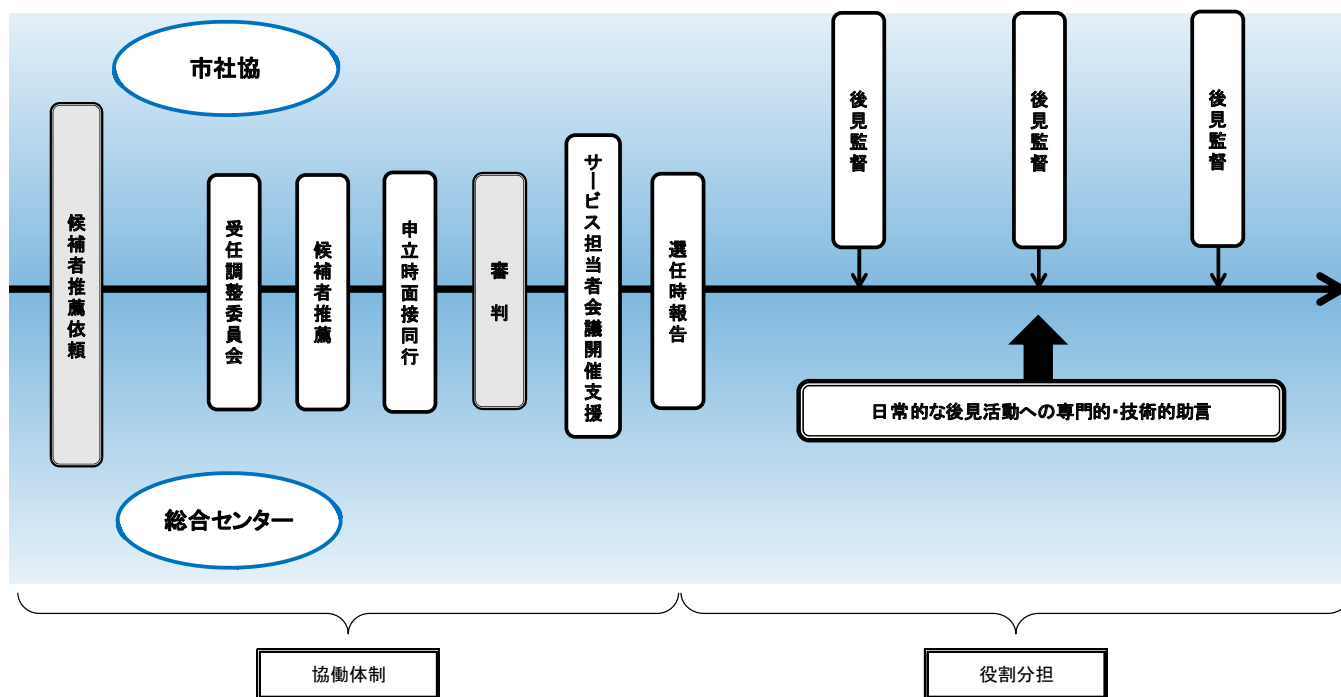 市社協
候補者推薦依頼
受任調整委員会
候補者推薦
申立時面接同行
審判
サービス担当者会議開催支援
選任時報告
後見監督
後見監督
後見監督
日常的な後見活動への専門的・技術的助言
総合センター
協働体制
役割分担